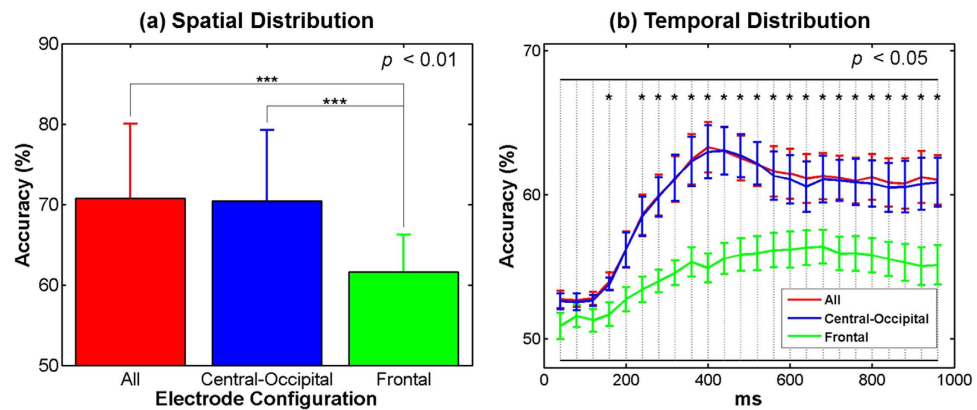 (a) Spatial Distribution
90
80
70
60
50
Accuracy (%)
p < 0.01
***
***
All
Central-Occipital
Frontal
Electrode Configuration
(b) Temporal Distribution
70
60
50
Accuracy (%)
p < 0.05
* * * * * * * * * * * * * * * * * * * *
All
Central-Occipital
Frontal
0 200 400 600 800 1000
ms